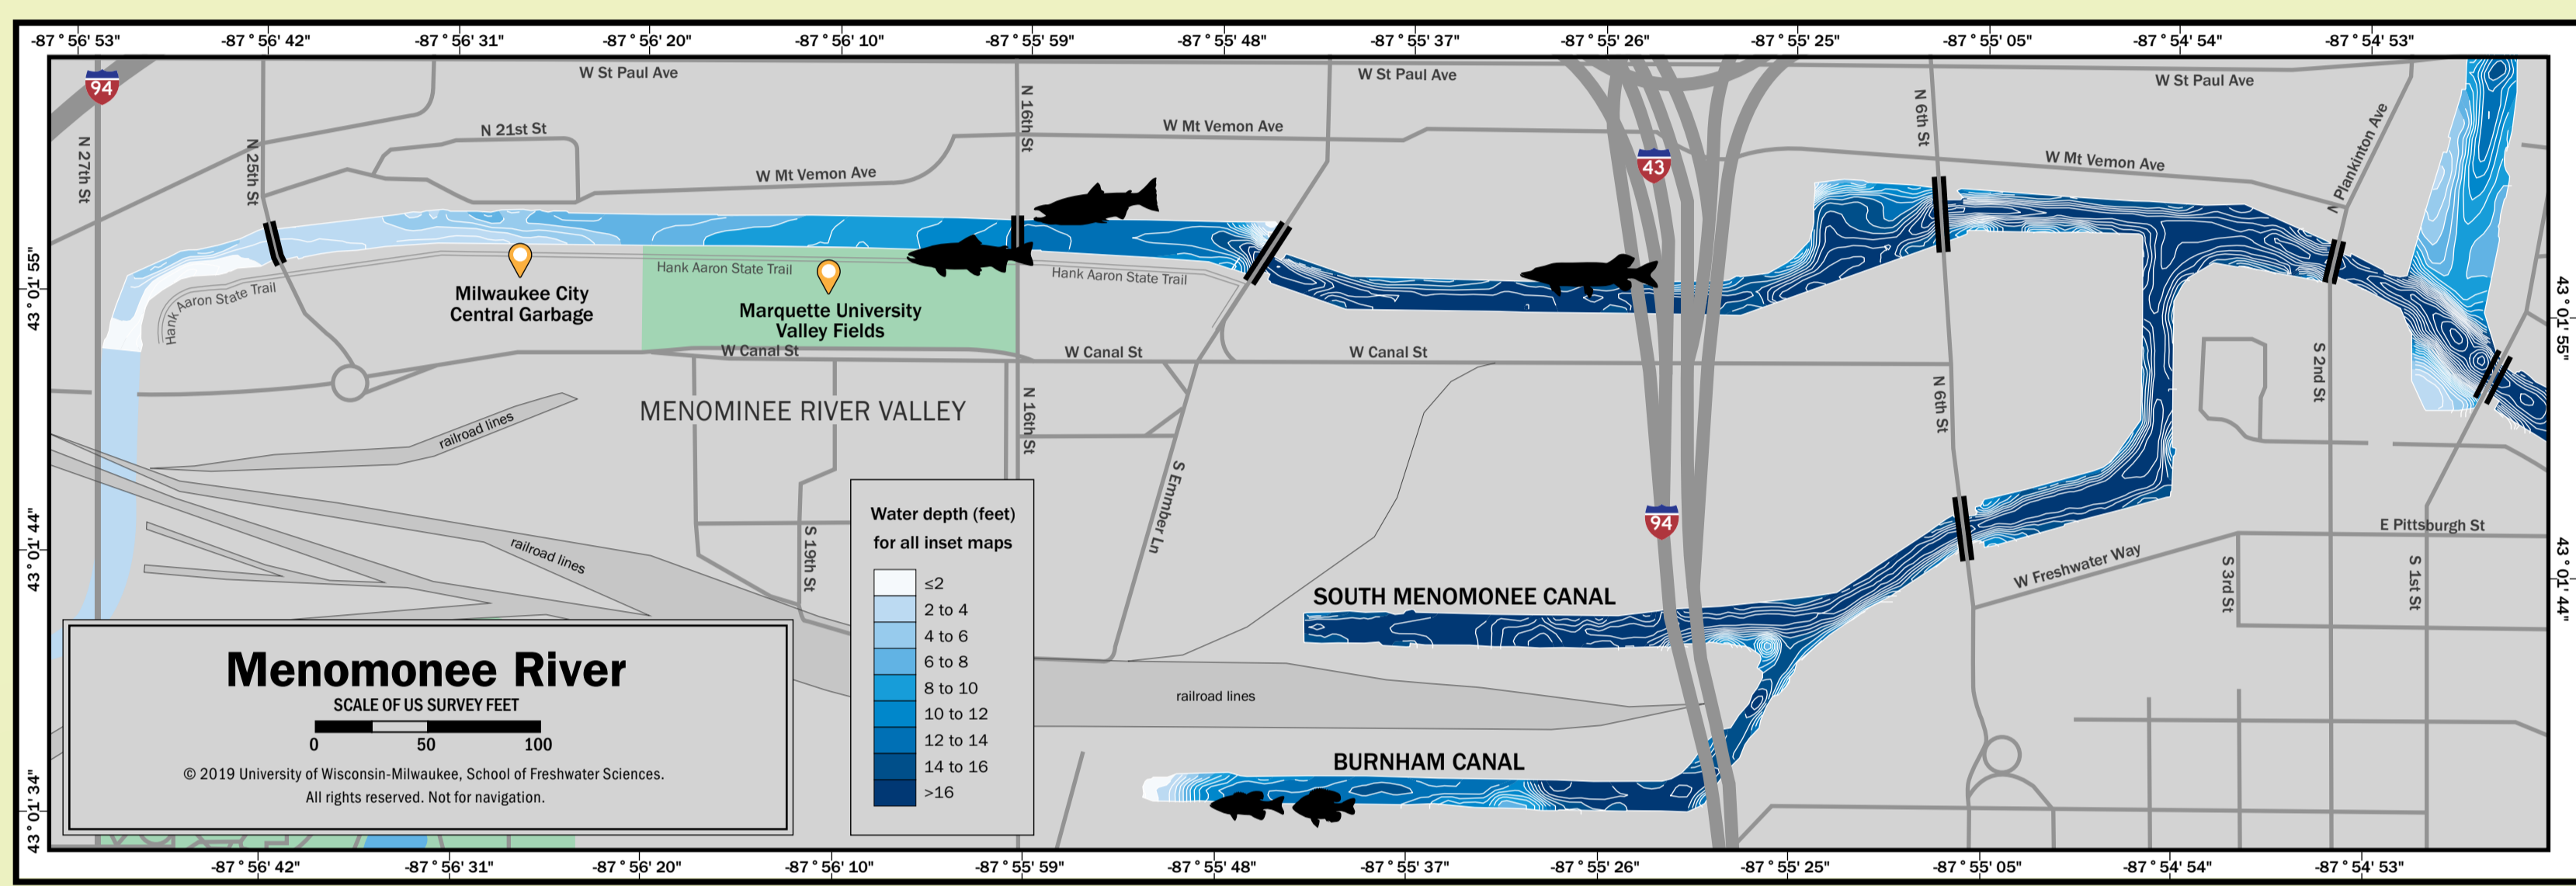 -87 ° 56' 53" -87 ° 56' 42" -87 ° 56' 31" -87 ° 56' 20" -87 ° 56' 10" -87 ° 55' 59" -87 ° 55' 48" -87 ° 55' 37" -87 ° 55' 26" -87 ° 55' 25" -87 ° 55' 05" -87 ° 54' 54" -87 ° 54' 53"
94
W St Paul Ave
W St Paul Ave
W St Paul Ave
N 27th St
N 25th St
N 21st St
W Mt Vemon Ave
N 16th St
W Mt Vemon Ave
43
N 6th St
W Mt Vemon Ave
N Plankinton Ave
43 ° 01' 55"
43 ° 01' 55"
Hank Aaron State Trail
Hank Aaron State Trail
Hank Aaron State Trail
Milwaukee City
Central Garbage
Marquette University
Valley Fields
W Canal St
W Canal St
W Canal St
MENOMINEE RIVER VALLEY
N 16th St
N 6th St
S 2nd St
railroad lines
railroad lines
S 19th St
S Emmber Ln
94
43 ° 01' 44"
43 ° 01' 44"
E Pittsburgh St
W Freshwater Way
S 3rd St
S 1st St
SOUTH MENOMONEE CANAL
railroad lines
BURNHAM CANAL
Water depth (feet)
for all inset maps
≤2
2 to 4
4 to 6
6 to 8
8 to 10
10 to 12
12 to 14
14 to 16
>16
Menomonee River
SCALE OF US SURVEY FEET
0 50 100
© 2019 University of Wisconsin-Milwaukee, School of Freshwater Sciences.
All rights reserved. Not for navigation.
43 ° 01' 34"
-87 ° 56' 42" -87 ° 56' 31" -87 ° 56' 20" -87 ° 56' 10" -87 ° 55' 59" -87 ° 55' 48" -87 ° 55' 37" -87 ° 55' 26" -87 ° 55' 25" -87 ° 55' 05" -87 ° 54' 54" -87 ° 54' 53"